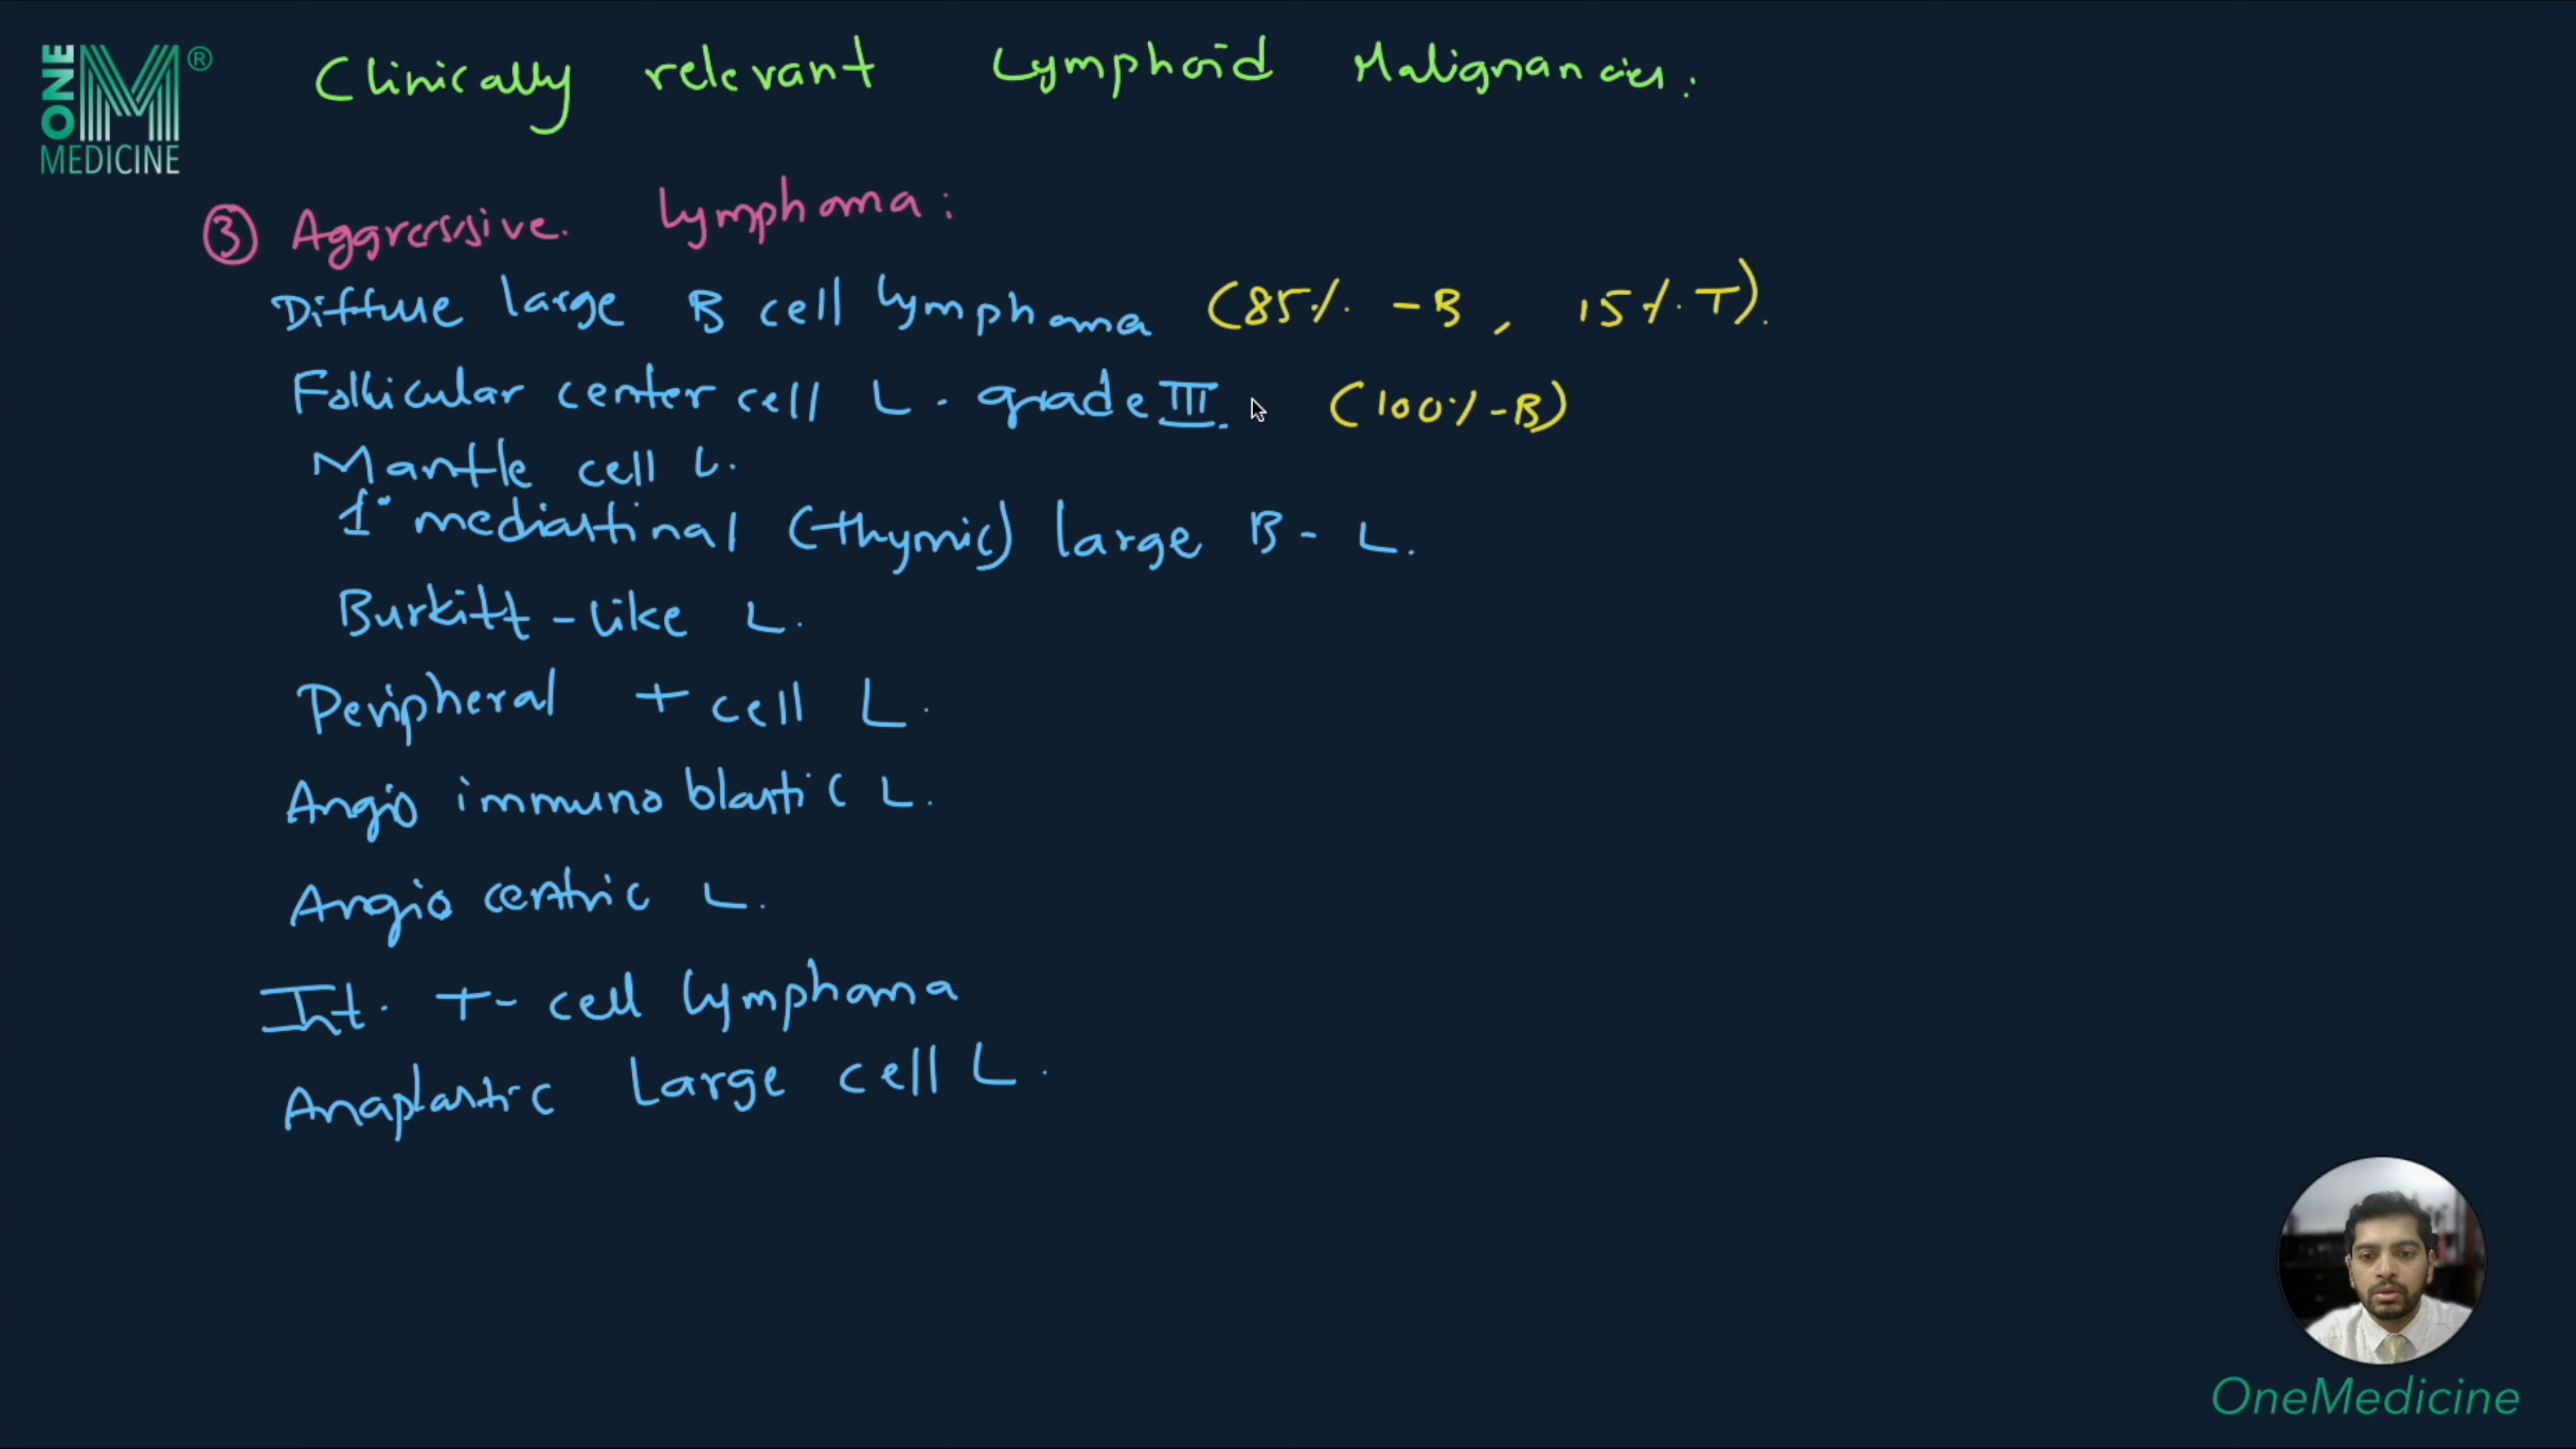 ONE M ® MEDICINE
Clinically relevant Lymphoid Malignancies:
③ Aggressive. Lymphoma:
Diffuse large B cell lymphoma (85% - B, 15% T).
Follicular center cell L. grade III. (100% - B)
Mantle cell L.
1° mediastinal (thymic) large B - L.
Burkitt - like L.
Peripheral T cell L.
Angio immuno blastic L.
Angio centric L.
Int. T- cell lymphoma
Anaplastic Large cell L.
OneMedicine